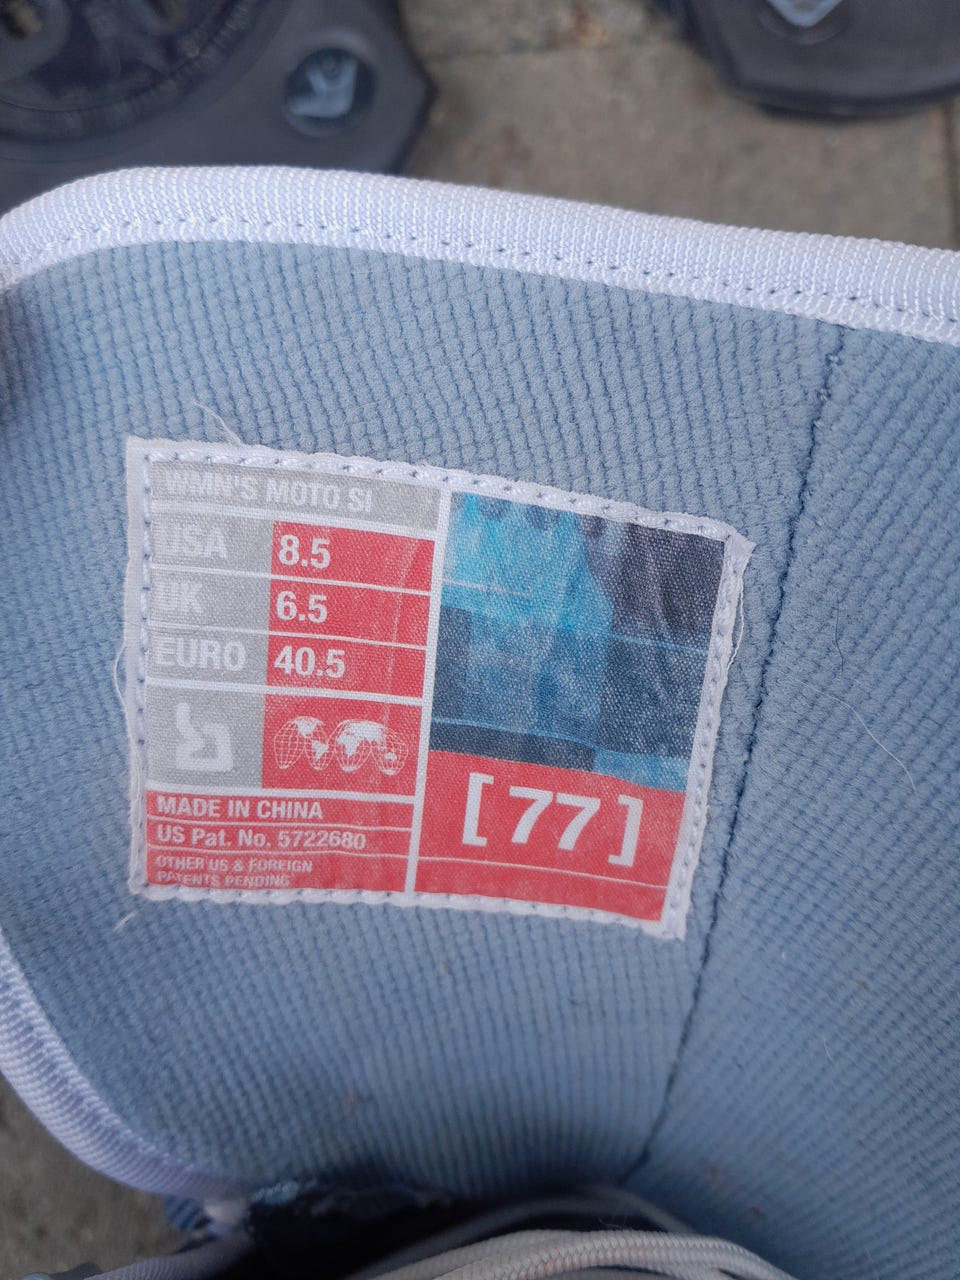 WMN'S MOTO SI
USA 8.5
UK 6.5
EURO 40.5
MADE IN CHINA
US Pat. No. 5722680
OTHER US & FOREIGN
PATENTS PENDING
[77]